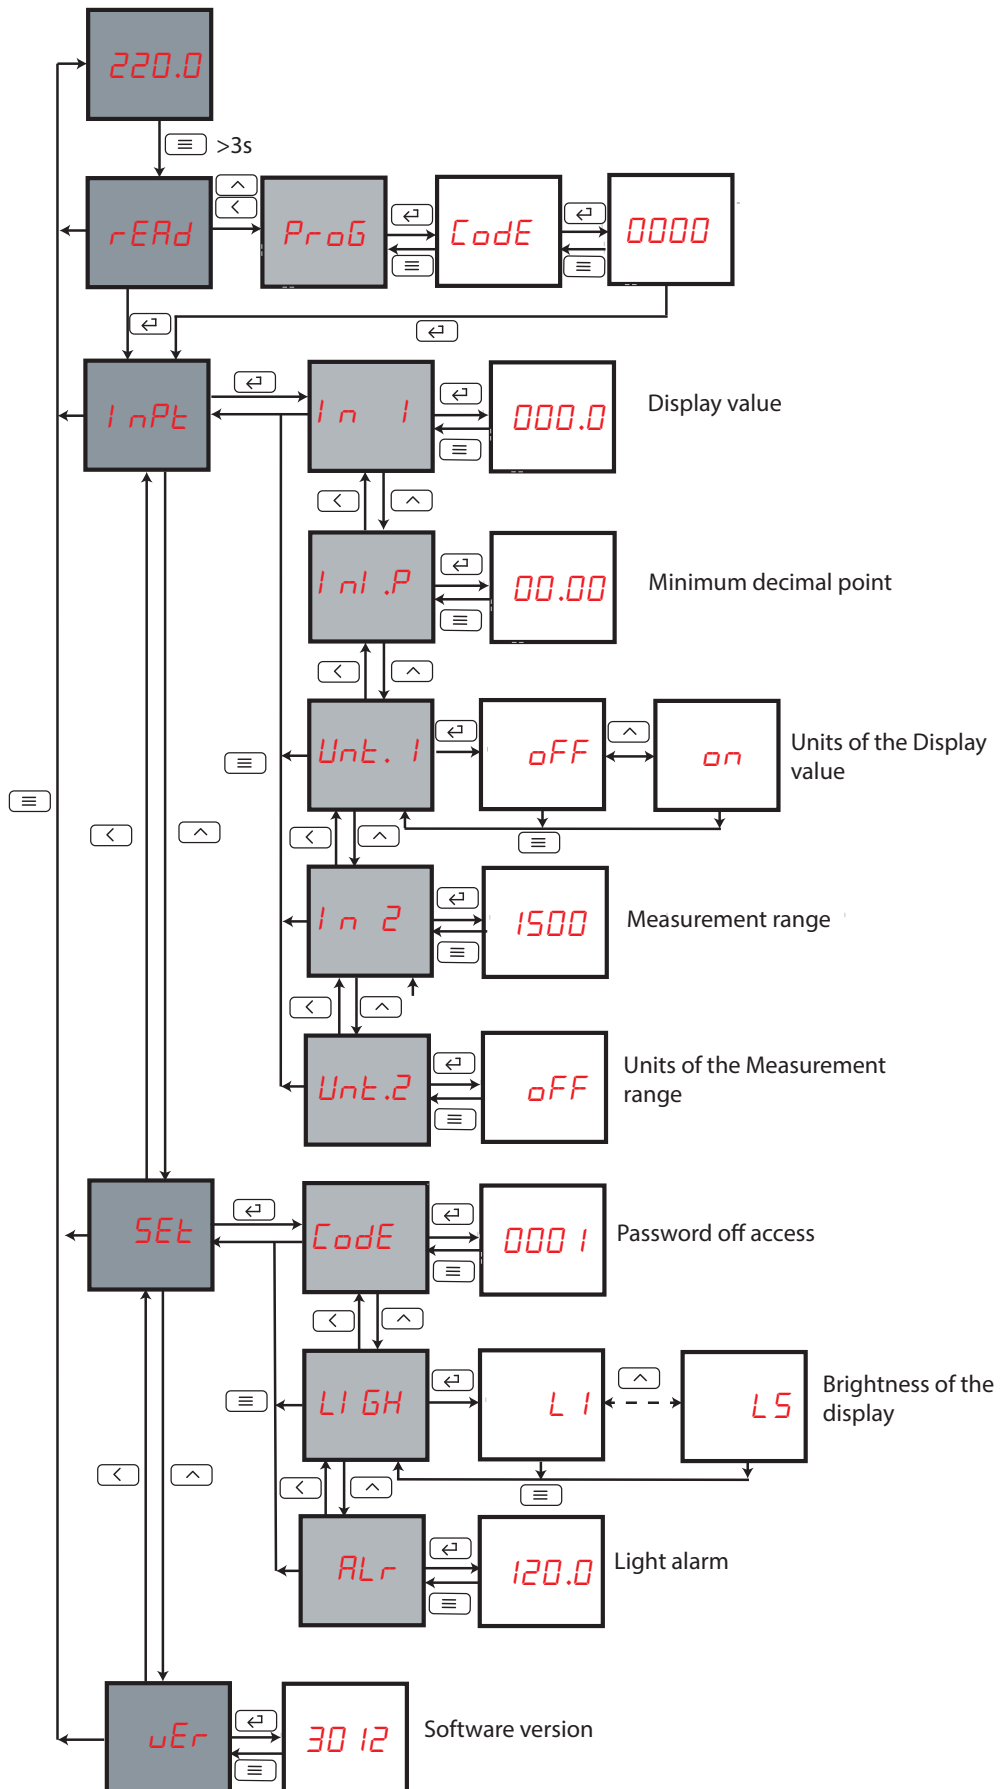 220.0
>3s
rEAd
ProG
CodE
0000
InPt
In 1
000.0
Display value
In1.P
00.00
Minimum decimal point
Unt.1
oFF
on
Units of the Display
value
In 2
1500
Measurement range
Unt.2
oFF
Units of the Measurement
range
SEt
CodE
0001
Password off access
LIGH
L1
L5
Brightness of the
display
ALr
120.0
Light alarm
uEr
3012
Software version